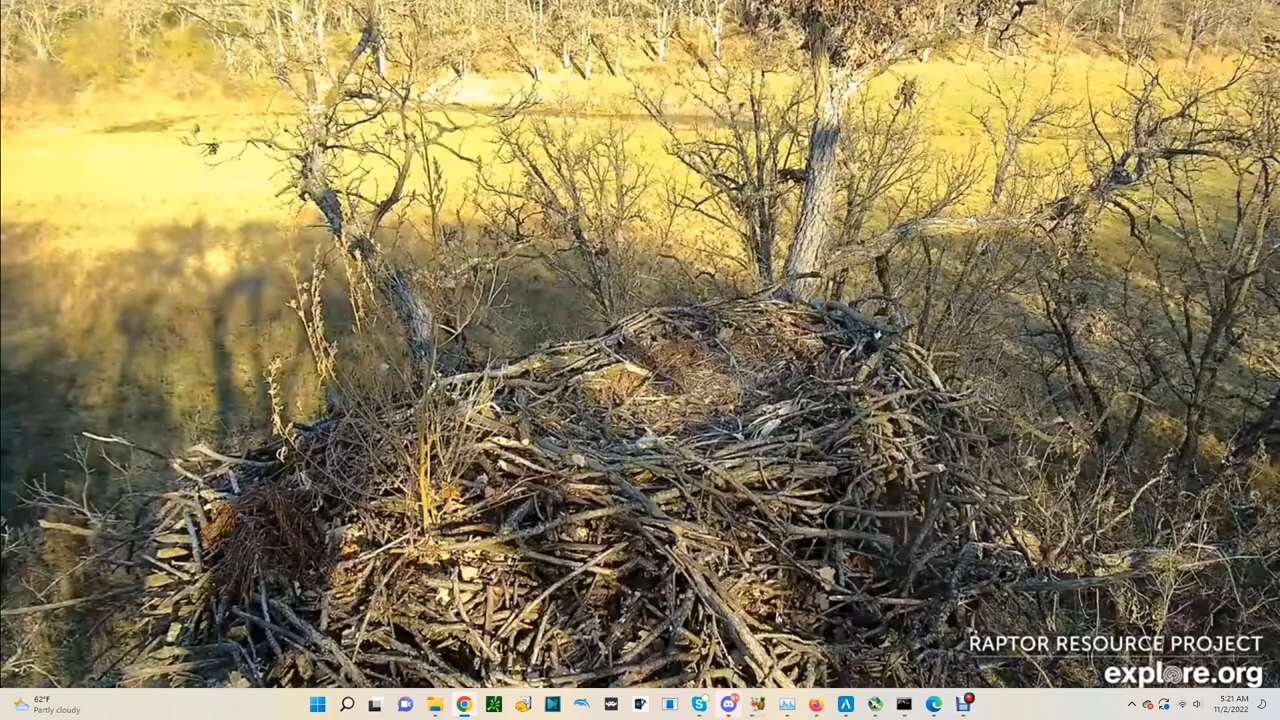 RAPTOR RESOURCE PROJECT
explore.org
62°F
Partly cloudy
5:21 AM
11/2/2022